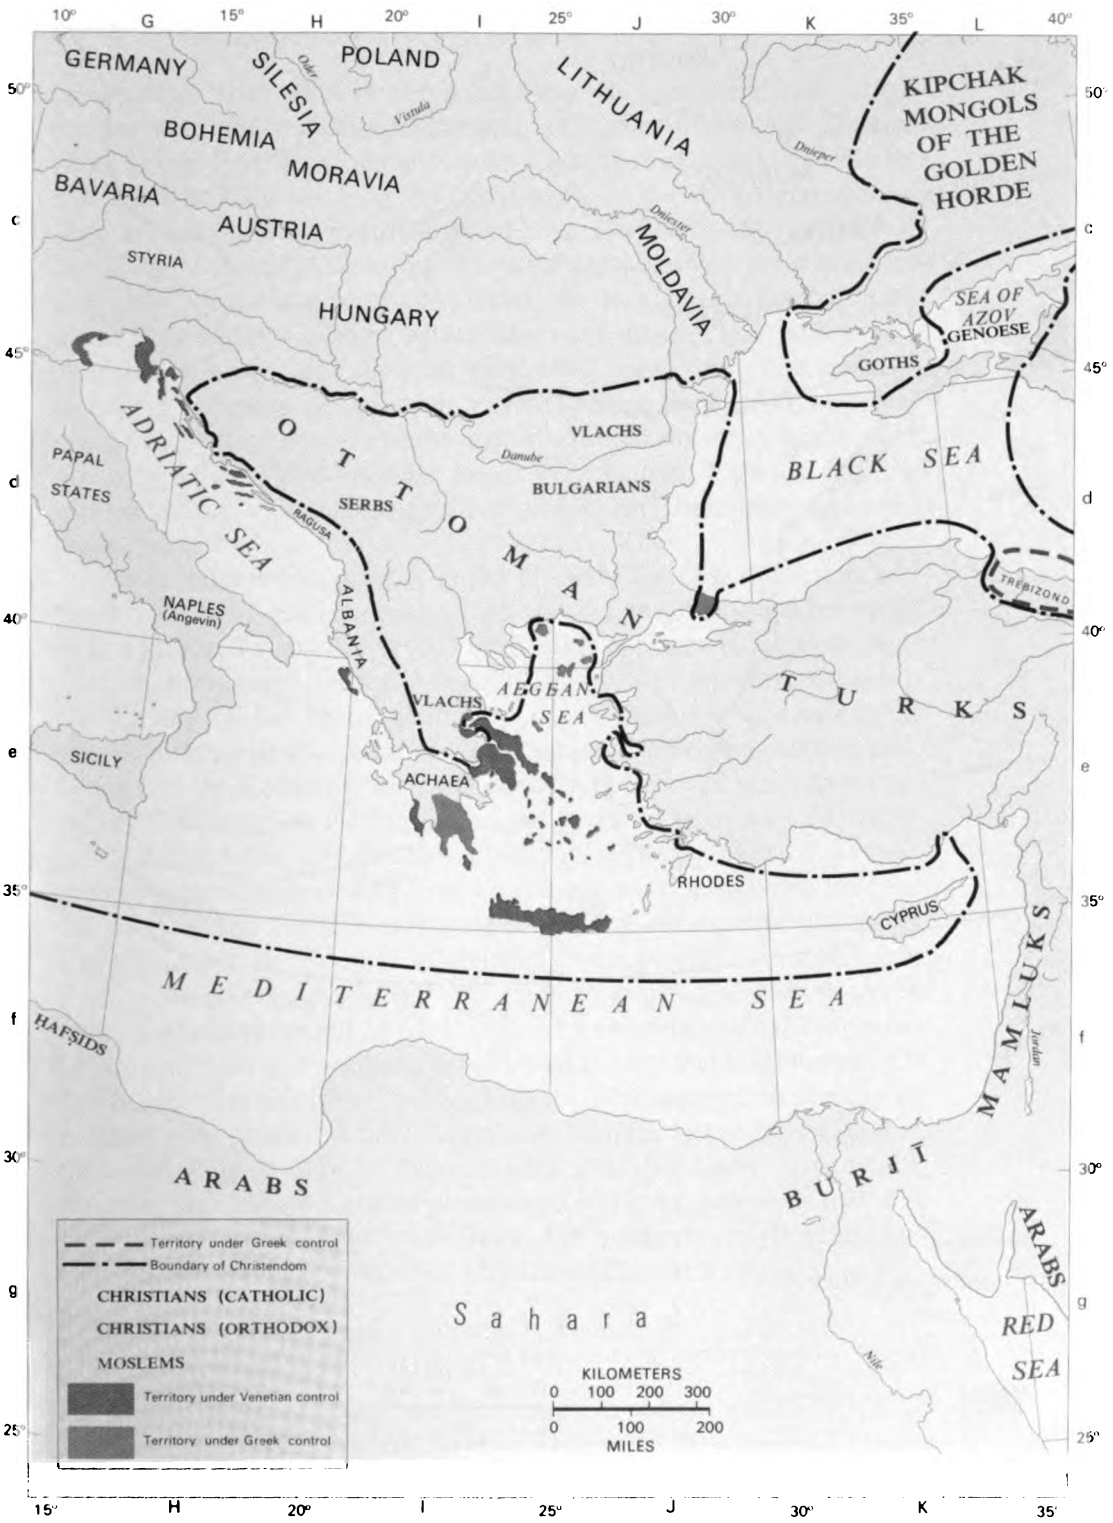 10° G 15° H 20° I 25° J 30° K 35° L 40°
GERMANY
SILESIA
Oder
POLAND
Vistula
LITHUANIA
Dnieper
KIPCHAK
MONGOLS
OF THE
GOLDEN
HORDE
50°
50°
BOHEMIA
MORAVIA
BAVARIA
AUSTRIA
STYRIA
Dniester
MOLDAVIA
c
c
HUNGARY
SEA OF
AZOV
GENOESE
GOTHS
45°
45°
ADRIATIC SEA
PAPAL
STATES
OTTOMAN
TURKS
VLACHS
Danube
BULGARIANS
SERBS
RAGUSA
BLACK SEA
d
d
TREBIZOND
NAPLES
(Angevin)
ALBANIA
40°
40°
VLACHS
AEGEAN
SEA
SICILY
ACHAEA
e
e
RHODES
CYPRUS
35°
35°
MEDITERRANEAN SEA
HAFSIDS
f
f
BURJĪ
MAMLUKS
Jordan
30°
30°
ARABS
ARABS
Sahara
Nile
RED
SEA
g
g
Territory under Greek control
Boundary of Christendom
CHRISTIANS (CATHOLIC)
CHRISTIANS (ORTHODOX)
MOSLEMS
Territory under Venetian control
Territory under Greek control
KILOMETERS
0 100 200 300
0 100 200
MILES
25°
25°
15° H 20° I 25° J 30° K 35°